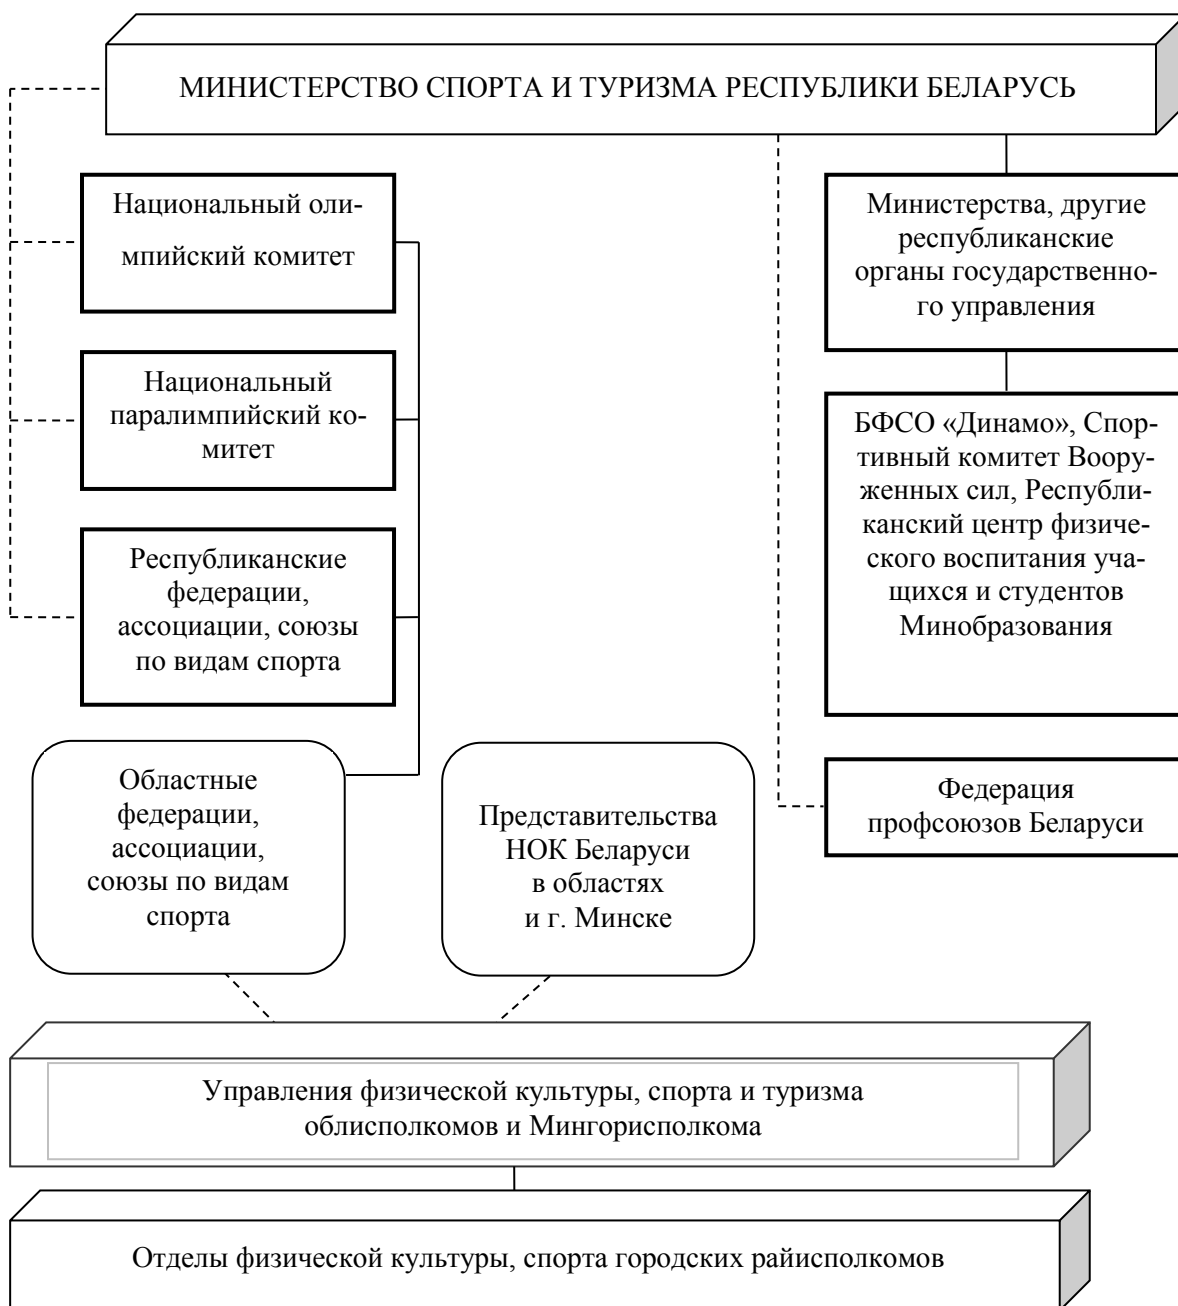 МИНИСТЕРСТВО СПОРТА И ТУРИЗМА РЕСПУБЛИКИ БЕЛАРУСЬ
Национальный оли-
мпийский комитет
Национальный
паралимпийский ко-
митет
Республиканские
федерации,
ассоциации, союзы
по видам спорта
Министерства, другие
республиканские
органы государственно-
го управления
БФСО «Динамо», Спор-
тивный комитет Воору-
женных сил, Республи-
канский центр физиче-
ского воспитания уча-
щихся и студентов
Минобразования
Федерация
профсоюзов Беларуси
Областные
федерации,
ассоциации,
союзы по видам
спорта
Представительства
НОК Беларуси
в областях
и г. Минске
Управления физической культуры, спорта и туризма
облисполкомов и Мингорисполкома
Отделы физической культуры, спорта городских райисполкомов